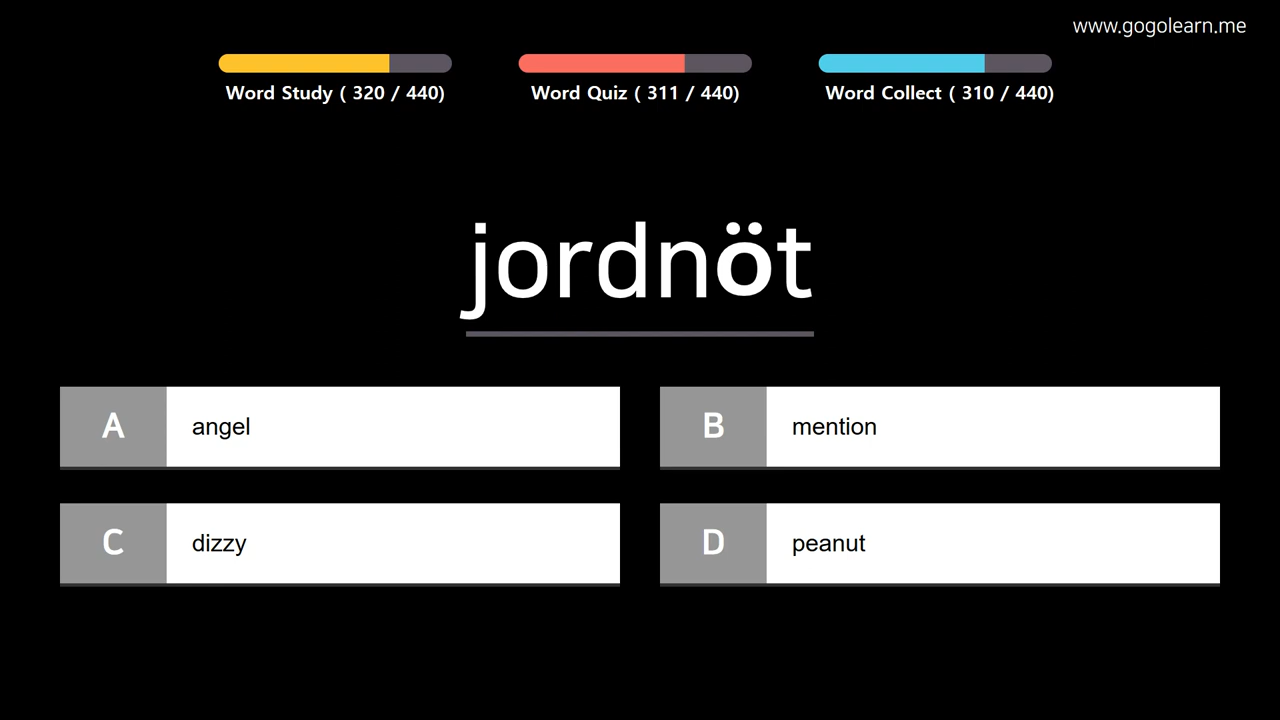 www.gogolearn.me
Word Study ( 320 / 440) Word Quiz ( 311 / 440) Word Collect ( 310 / 440)
jordnöt
A angel
B mention
C dizzy
D peanut